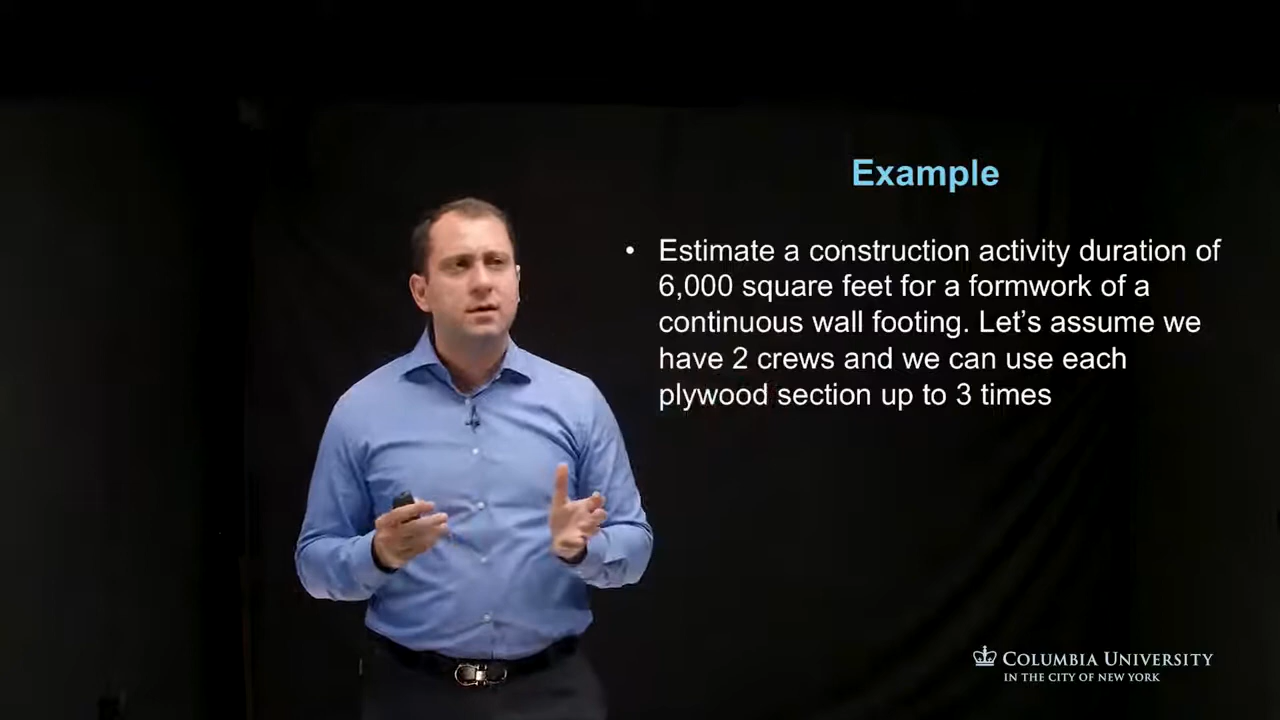 Example
• Estimate a construction activity duration of
6,000 square feet for a formwork of a
continuous wall footing. Let’s assume we
have 2 crews and we can use each
plywood section up to 3 times
COLUMBIA UNIVERSITY
IN THE CITY OF NEW YORK